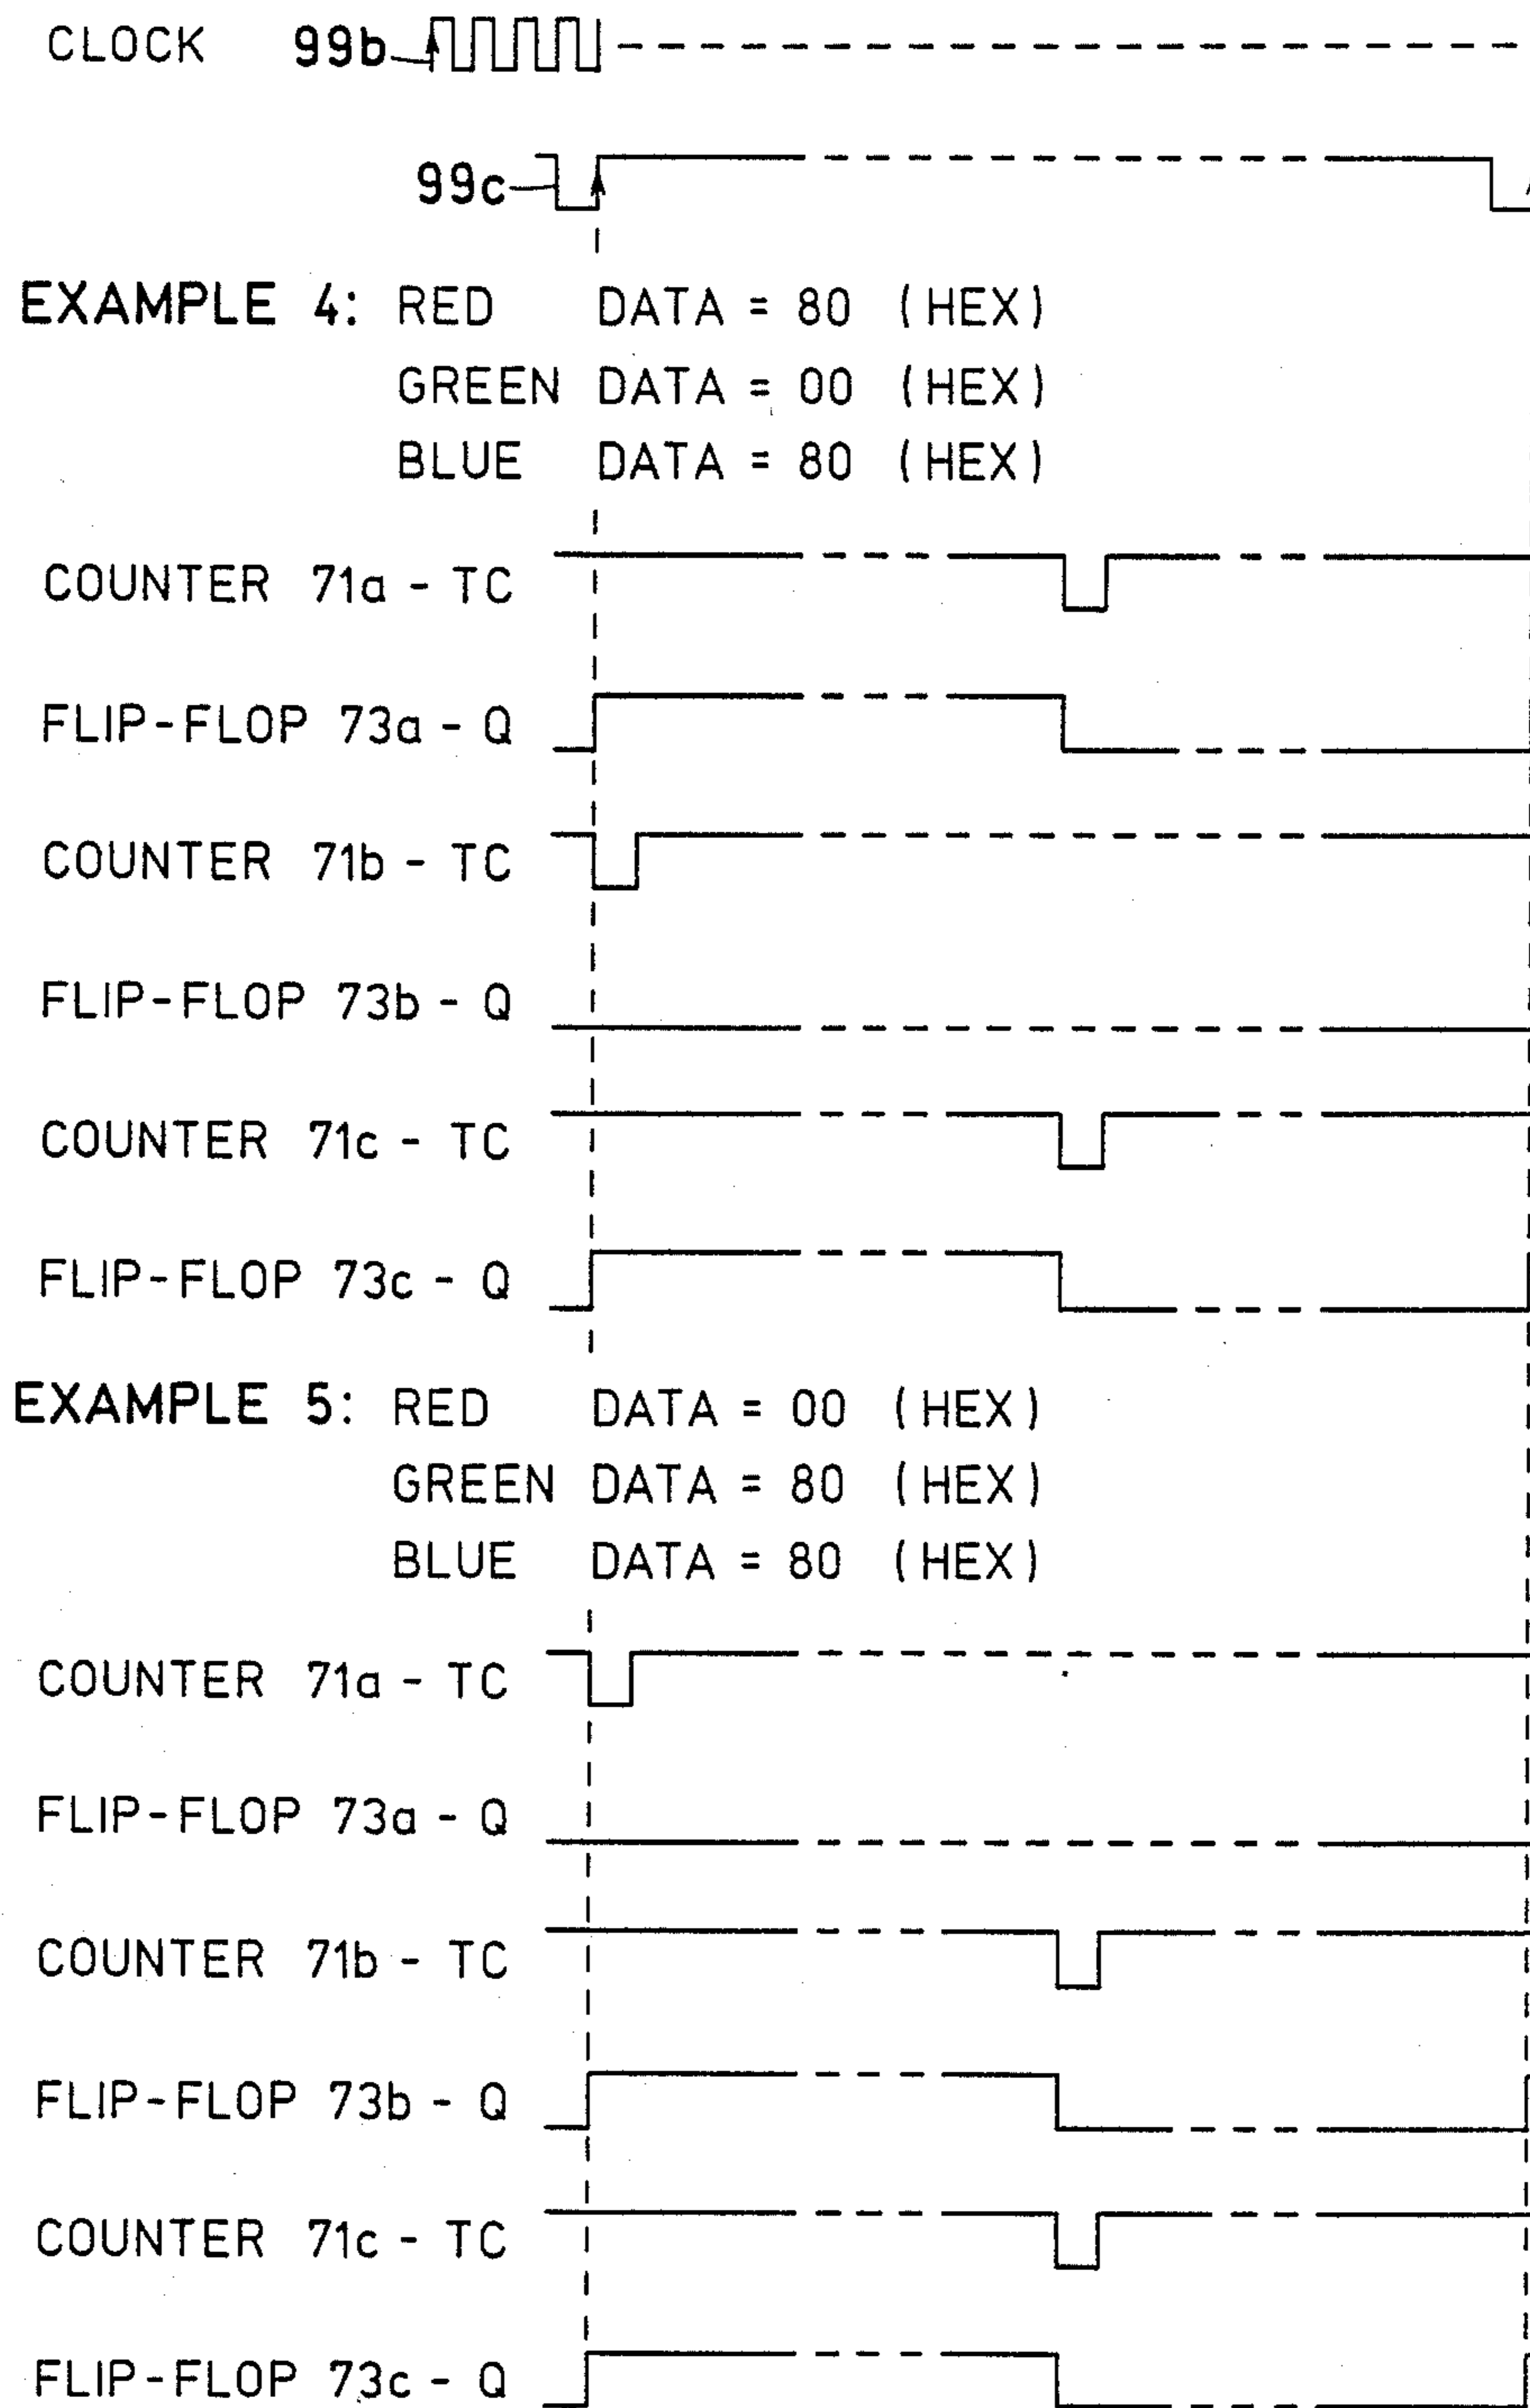 CLOCK 99b
99c
EXAMPLE 4: RED DATA = 80 (HEX)
GREEN DATA = 00 (HEX)
BLUE DATA = 80 (HEX)
COUNTER 71a - TC
FLIP-FLOP 73a - Q
COUNTER 71b - TC
FLIP-FLOP 73b - Q
COUNTER 71c - TC
FLIP-FLOP 73c - Q
EXAMPLE 5: RED DATA = 00 (HEX)
GREEN DATA = 80 (HEX)
BLUE DATA = 80 (HEX)
COUNTER 71a - TC
FLIP-FLOP 73a - Q
COUNTER 71b - TC
FLIP-FLOP 73b - Q
COUNTER 71c - TC
FLIP-FLOP 73c - Q